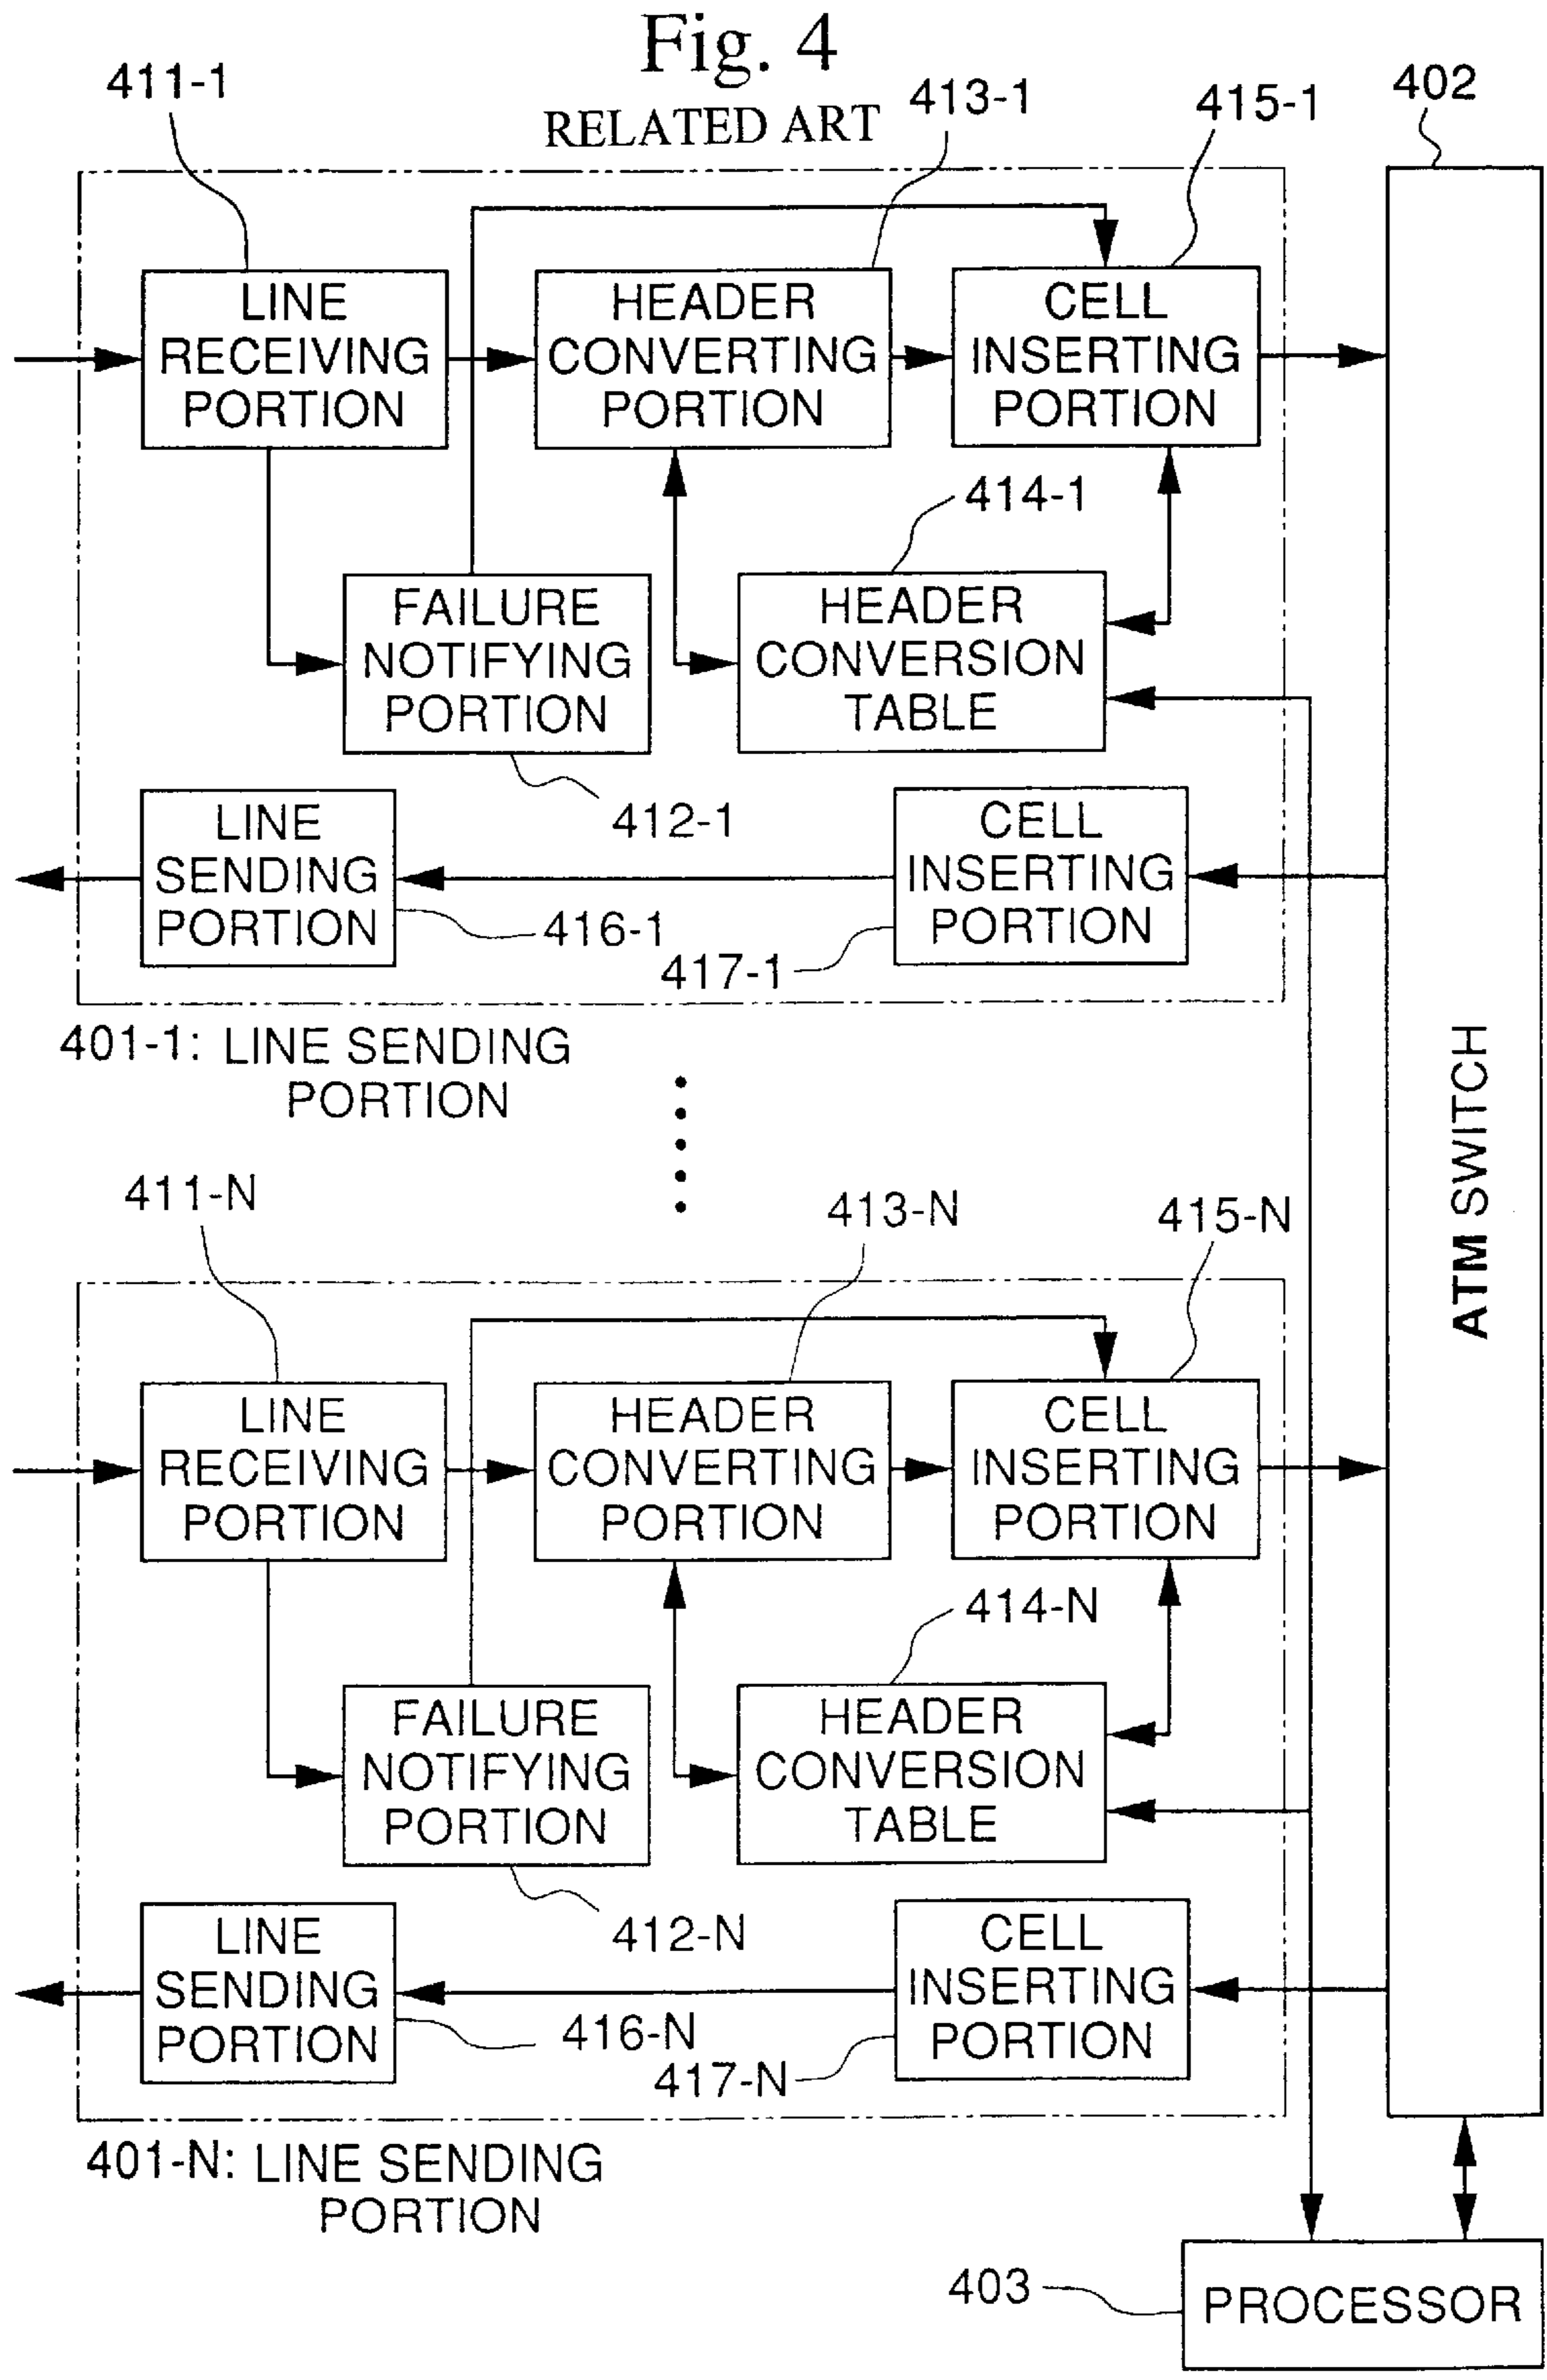 Fig. 4
RELATED ART
411-1
413-1
415-1
402
LINE
RECEIVING
PORTION
HEADER
CONVERTING
PORTION
CELL
INSERTING
PORTION
414-1
FAILURE
NOTIFYING
PORTION
HEADER
CONVERSION
TABLE
412-1
LINE
SENDING
PORTION
416-1
CELL
INSERTING
PORTION
417-1
401-1: LINE SENDING
PORTION
ATM SWITCH
411-N
413-N
415-N
LINE
RECEIVING
PORTION
HEADER
CONVERTING
PORTION
CELL
INSERTING
PORTION
414-N
FAILURE
NOTIFYING
PORTION
HEADER
CONVERSION
TABLE
412-N
LINE
SENDING
PORTION
416-N
CELL
INSERTING
PORTION
417-N
401-N: LINE SENDING
PORTION
403
PROCESSOR